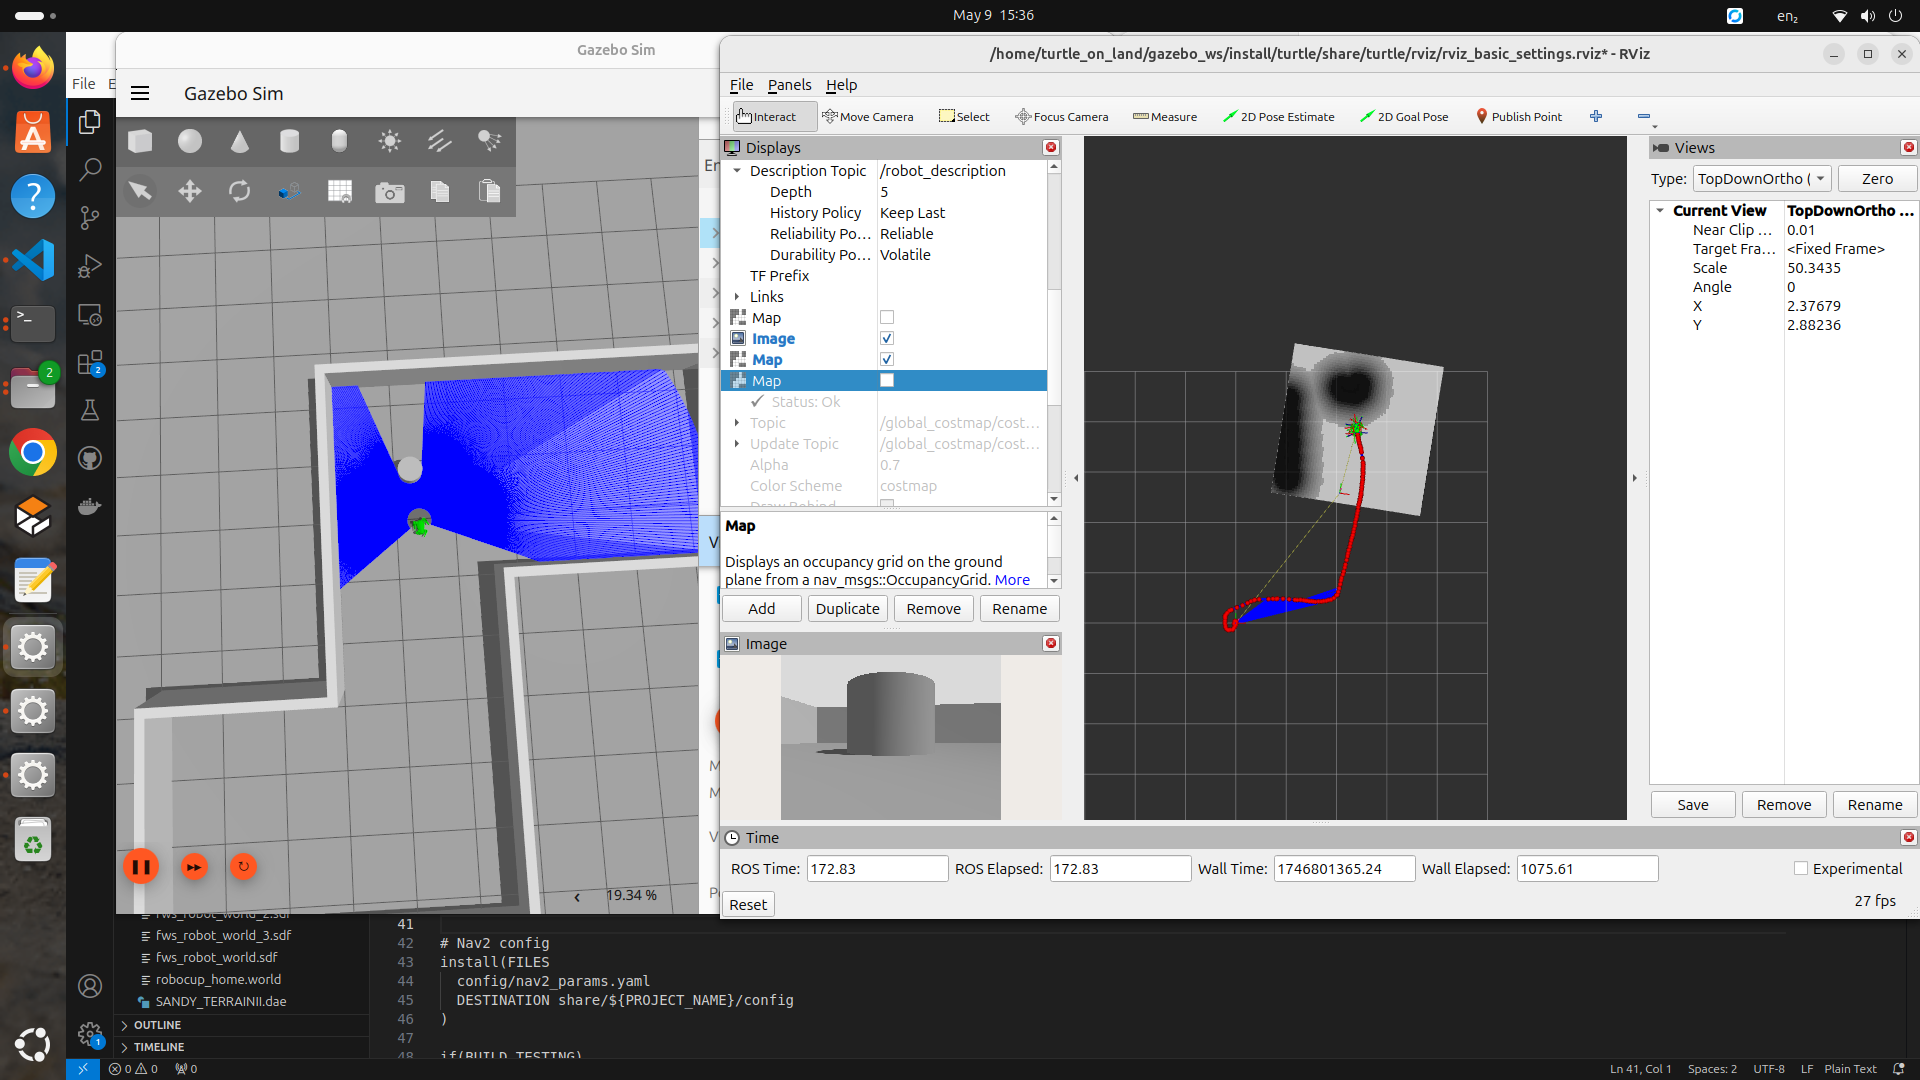 May 9  15:36
en₂
File
Gazebo Sim
Gazebo Sim
/home/turtle_on_land/gazebo_ws/install/turtle/share/turtle/rviz/rviz_basic_settings.rviz* - RViz
File Panels Help
Interact Move Camera Select Focus Camera Measure 2D Pose Estimate 2D Goal Pose Publish Point
Displays
Description Topic /robot_description
Depth 5
History Policy Keep Last
Reliability Po... Reliable
Durability Po... Volatile
TF Prefix
Links
Map
Image
Map
Map
Status: Ok
Topic /global_costmap/cost...
Update Topic /global_costmap/cost...
Alpha 0.7
Color Scheme costmap
Draw Behind
Map
Displays an occupancy grid on the ground
plane from a nav_msgs::OccupancyGrid. More
Add Duplicate Remove Rename
Image
Views
Type: TopDownOrtho ( Zero
Current View TopDownOrtho ...
Near Clip ... 0.01
Target Fra... <Fixed Frame>
Scale 50.3435
Angle 0
X 2.37679
Y 2.88236
Save Remove Rename
Time
ROS Time: 172.83 ROS Elapsed: 172.83 Wall Time: 1746801365.24 Wall Elapsed: 1075.61 Experimental
Reset
27 fps
19.34 %
2
2
1
fws_robot_world_2.sdf
fws_robot_world_3.sdf
fws_robot_world.sdf
robocup_home.world
SANDY_TERRAINII.dae
OUTLINE
TIMELINE
41
42 # Nav2 config
43 install(FILES
44 config/nav2_params.yaml
45 DESTINATION share/${PROJECT_NAME}/config
46 )
47
48 if(BUILD_TESTING)
0 0 0
Ln 41, Col 1 Spaces: 2 UTF-8 LF Plain Text